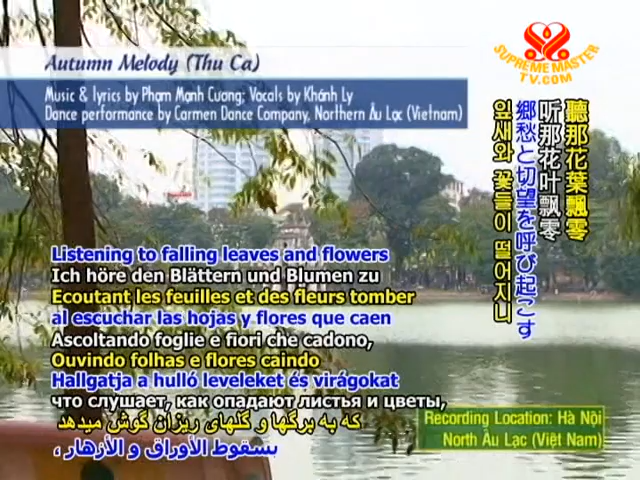 Autumn Melody (Thu Ca)
Music & lyrics by Phạm Mạnh Cương; Vocals by Khánh Ly
Dance performance by Carmen Dance Company, Northern Âu Lạc (Vietnam)
SUPREME MASTER
TV.COM
聽那花葉飄零
听那花叶飘零
郷愁と切望を呼び起こす
잎새와 꽃들이 떨어지니
Listening to falling leaves and flowers
Ich höre den Blättern und Blumen zu
Ecoutant les feuilles et des fleurs tomber
al escuchar las hojas y flores que caen
Ascoltando foglie e fiori che cadono,
Ouvindo folhas e flores caindo
Hallgatja a hulló leveleket és virágokat
что слушает, как опадают листья и цветы,
که به برگها و گلهای ریزان گوش میدهد
بسقوط الأوراق و الأزهار ،
Recording Location: Hà Nội
North Âu Lạc (Việt Nam)